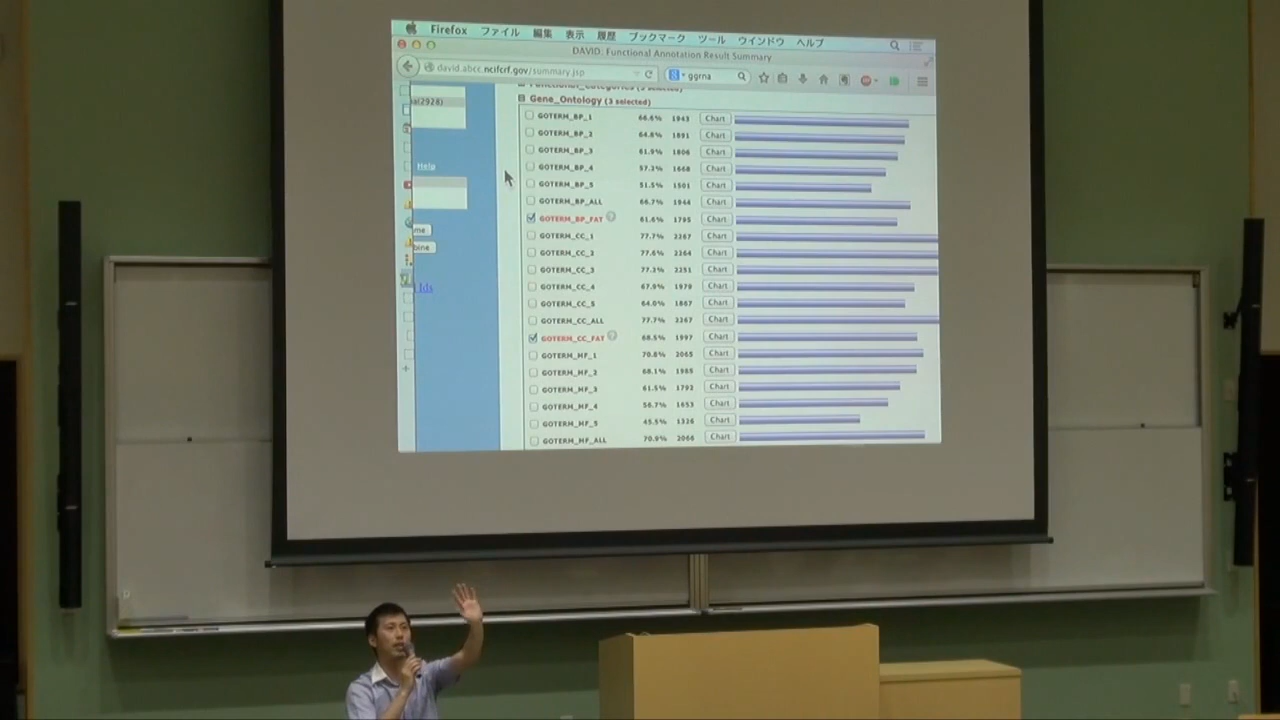 Firefox ファイル 編集 表示 履歴 ブックマーク ツール ウインドウ ヘルプ
DAVID: Functional Annotation Result Summary
david.abcc.ncifcrf.gov/summary.jsp ggrna
Functional_Categories (3 selected)
Gene_Ontology (3 selected)
GOTERM_BP_1 66.6% 1943 Chart
GOTERM_BP_2 64.8% 1891 Chart
GOTERM_BP_3 61.9% 1806 Chart
GOTERM_BP_4 57.2% 1668 Chart
GOTERM_BP_5 51.5% 1501 Chart
GOTERM_BP_ALL 66.7% 1944 Chart
GOTERM_BP_FAT 61.6% 1795 Chart
GOTERM_CC_1 77.7% 2267 Chart
GOTERM_CC_2 77.6% 2264 Chart
GOTERM_CC_3 77.2% 2251 Chart
GOTERM_CC_4 67.9% 1979 Chart
GOTERM_CC_5 64.0% 1867 Chart
GOTERM_CC_ALL 77.7% 2267 Chart
GOTERM_CC_FAT 68.5% 1997 Chart
GOTERM_MF_1 70.8% 2065 Chart
GOTERM_MF_2 68.1% 1985 Chart
GOTERM_MF_3 61.5% 1792 Chart
GOTERM_MF_4 56.7% 1653 Chart
GOTERM_MF_5 45.5% 1326 Chart
GOTERM_MF_ALL 70.9% 2066 Chart
(2928)
Help
Ids